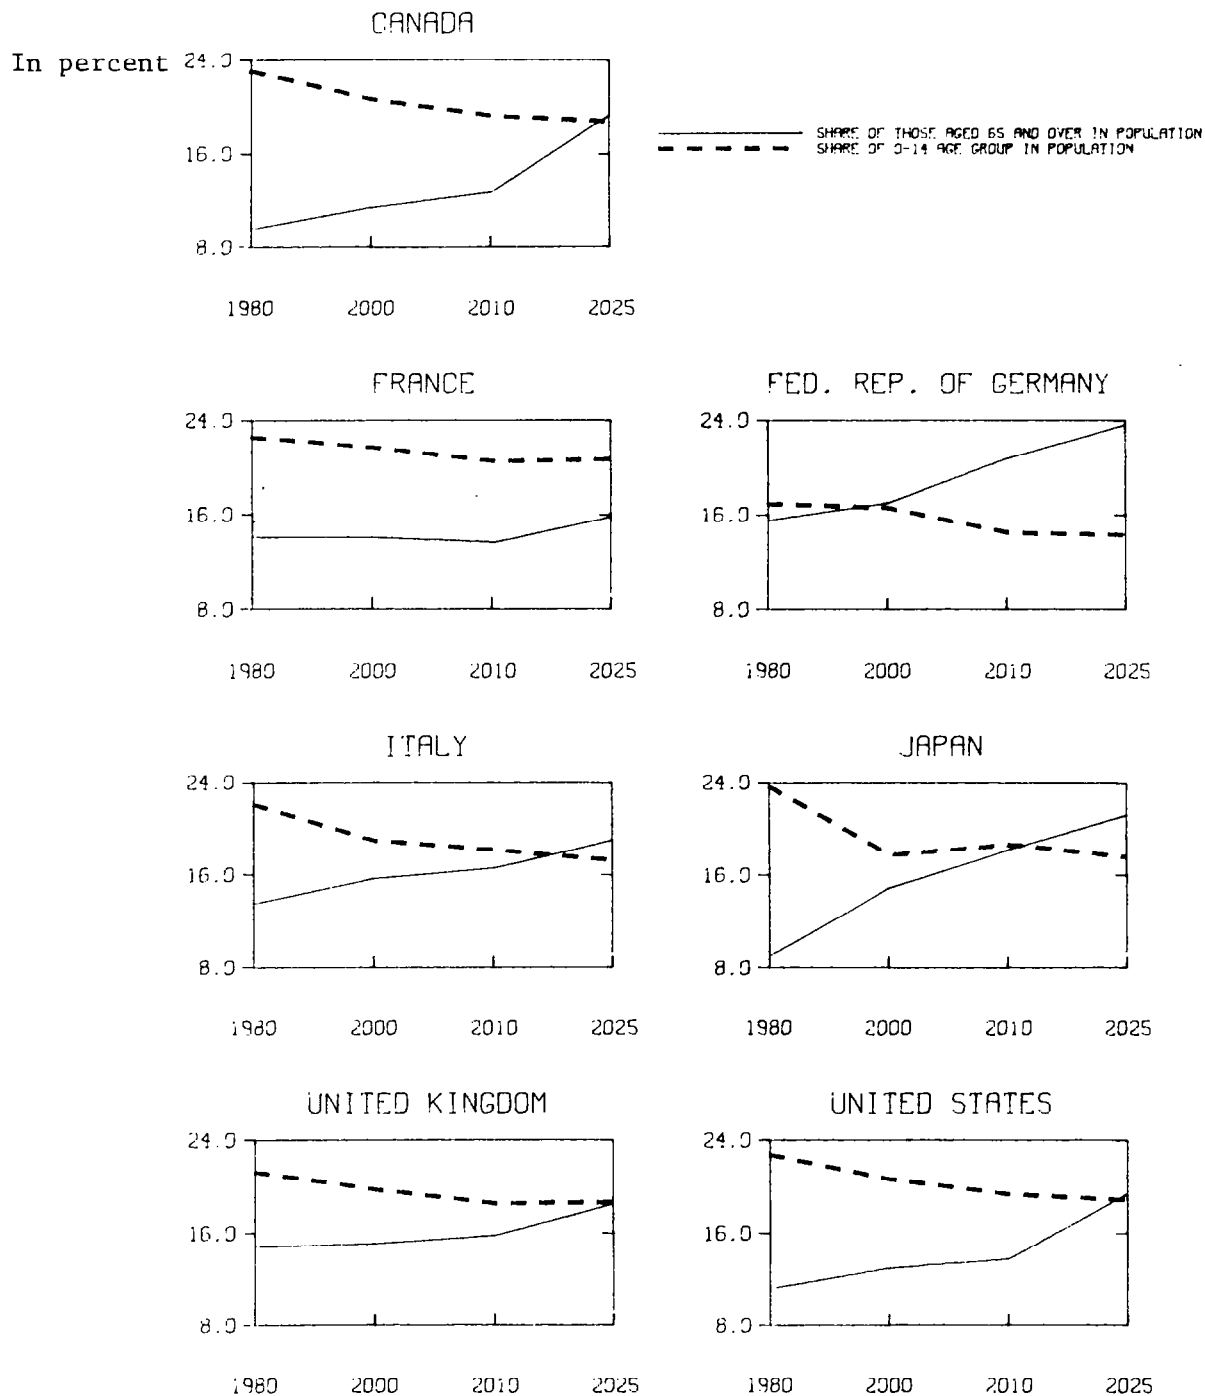 CANADA
In percent
24.0
16.0
8.0
1980 2000 2010 2025
SHARE OF THOSE AGED 65 AND OVER IN POPULATION
SHARE OF 0-14 AGE GROUP IN POPULATION
FRANCE
24.0
16.0
8.0
1980 2000 2010 2025
FED. REP. OF GERMANY
24.0
16.0
8.0
1980 2000 2010 2025
ITALY
24.0
16.0
8.0
1980 2000 2010 2025
JAPAN
24.0
16.0
8.0
1980 2000 2010 2025
UNITED KINGDOM
24.0
16.0
8.0
1980 2000 2010 2025
UNITED STATES
24.0
16.0
8.0
1980 2000 2010 2025